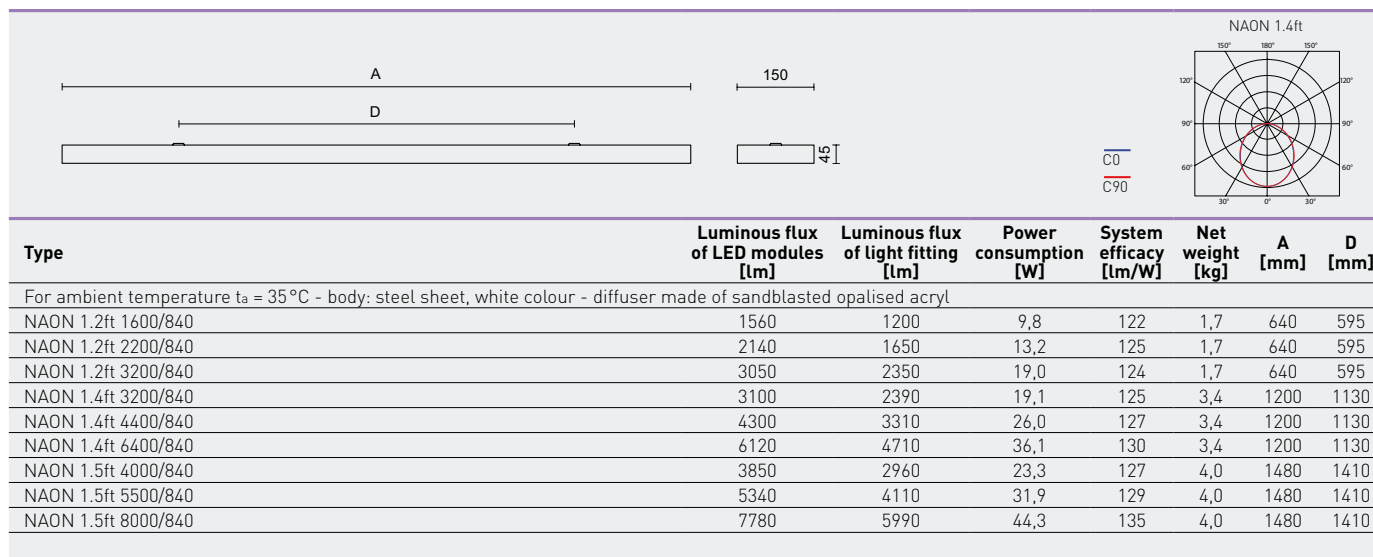 NAON 1.4ft
150° 180° 150°
A 150
120° 120°
D
90° 90°
45
C0
60° 60°
C90
30° 0° 30°
Type Luminous flux of LED modules [lm] Luminous flux of light fitting [lm] Power consumption [W] System efficacy [lm/W] Net weight [kg] A [mm] D [mm]
For ambient temperature ta = 35°C - body: steel sheet, white colour - diffuser made of sandblasted opalised acryl
NAON 1.2ft 1600/840 1560 1200 9,8 122 1,7 640 595
NAON 1.2ft 2200/840 2140 1650 13,2 125 1,7 640 595
NAON 1.2ft 3200/840 3050 2350 19,0 124 1,7 640 595
NAON 1.4ft 3200/840 3100 2390 19,1 125 3,4 1200 1130
NAON 1.4ft 4400/840 4300 3310 26,0 127 3,4 1200 1130
NAON 1.4ft 6400/840 6120 4710 36,1 130 3,4 1200 1130
NAON 1.5ft 4000/840 3850 2960 23,3 127 4,0 1480 1410
NAON 1.5ft 5500/840 5340 4110 31,9 129 4,0 1480 1410
NAON 1.5ft 8000/840 7780 5990 44,3 135 4,0 1480 1410